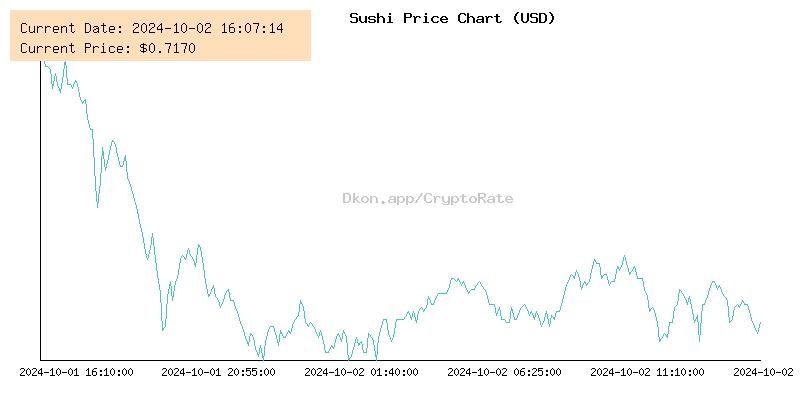 Sushi Price Chart (USD)
Current Date: 2024-10-02 16:07:14
Current Price: $0.7170
Dkon.app/CryptoRate
2024-10-01 16:10:00 2024-10-01 20:55:00 2024-10-02 01:40:00 2024-10-02 06:25:00 2024-10-02 11:10:00 2024-10-02